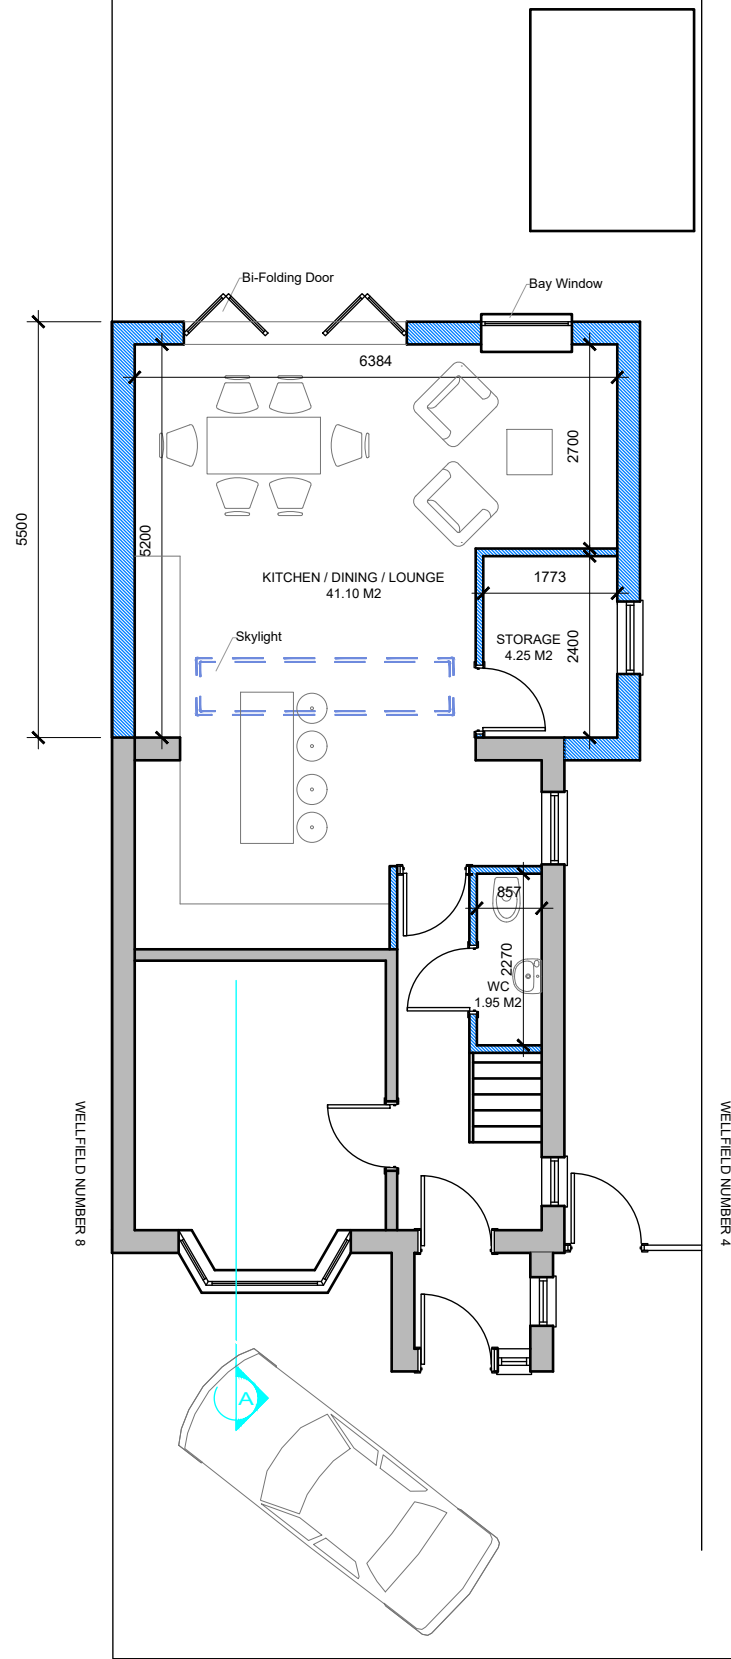 Bi-Folding Door
Bay Window
6384
2700
5500
5200
KITCHEN / DINING / LOUNGE
41.10 M2
1773
STORAGE
4.25 M2
2400
Skylight
857
2270
WC
1.95 M2
WELLFIELD NUMBER 8
WELLFIELD NUMBER 4
A